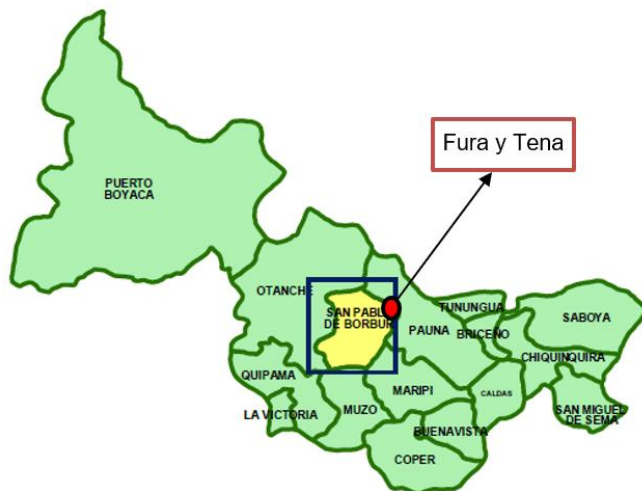 Fura y Tena
PUERTO
BOYACA
OTANCHE
SAN PABL
DE BORBUR
TUNUNGUA
PAUNA
BRICEÑO
SABOYA
CHIQUINQUIRA
QUIPAMA
MARIPI
CALDAS
LA VICTORIA
MUZO
SAN MIGUEL
DE SEMA
BUENAVISTA
COPER